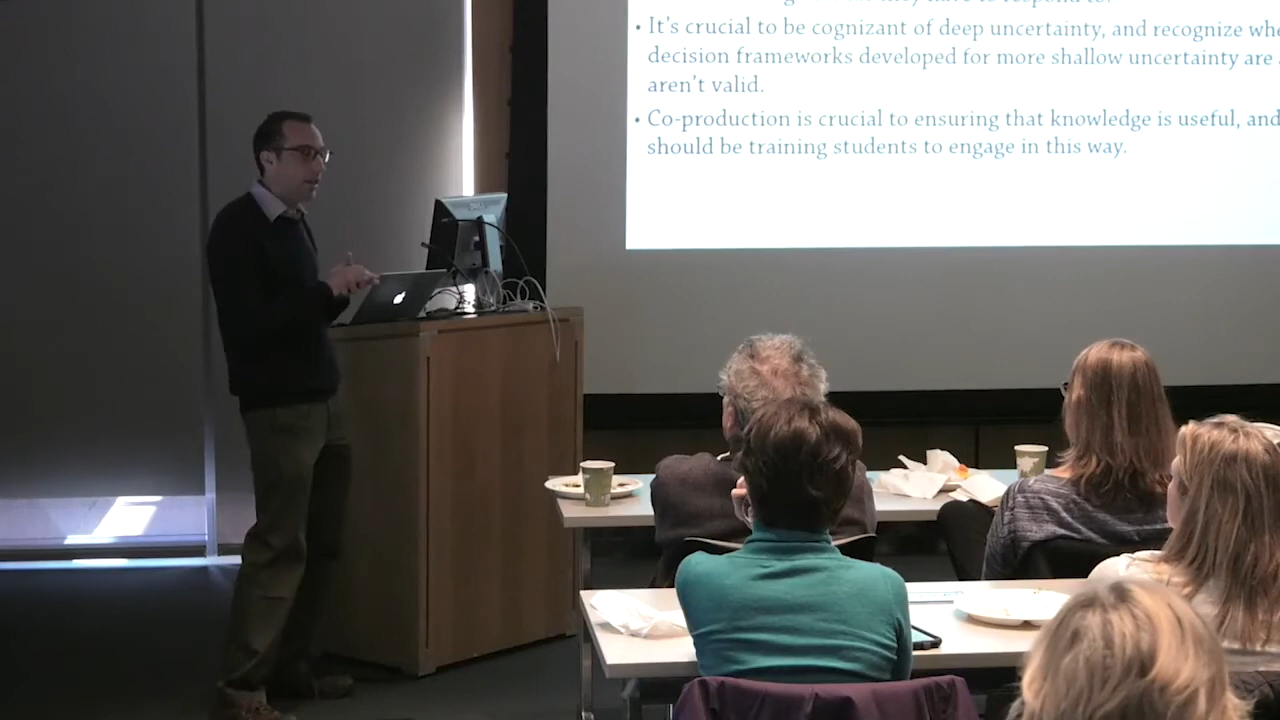 • It's crucial to be cognizant of deep uncertainty, and recognize
decision frameworks developed for more shallow uncertainty are
aren't valid.
• Co-production is crucial to ensuring that knowledge is useful, and
should be training students to engage in this way.